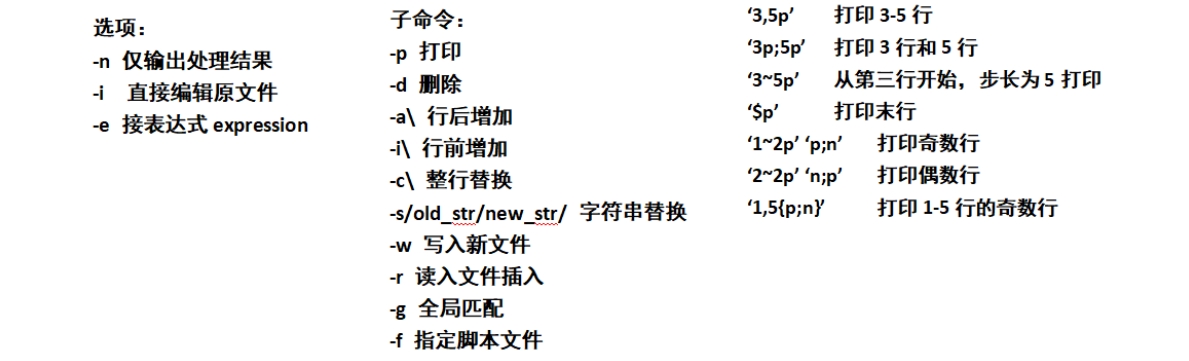 选项：
-n 仅输出处理结果
-i 直接编辑原文件
-e 接表达式 expression
子命令：
-p 打印
-d 删除
-a\ 行后增加
-i\ 行前增加
-c\ 整行替换
-s/old_str/new_str/ 字符串替换
-w 写入新文件
-r 读入文件插入
-g 全局匹配
-f 指定脚本文件
‘3,5p’ 打印 3-5 行
‘3p;5p’ 打印 3 行和 5 行
‘3~5p’ 从第三行开始，步长为 5 打印
‘$p’ 打印末行
‘1~2p’ ‘p;n’ 打印奇数行
‘2~2p’ ‘n;p’ 打印偶数行
‘1,5{p;n}’ 打印 1-5 行的奇数行